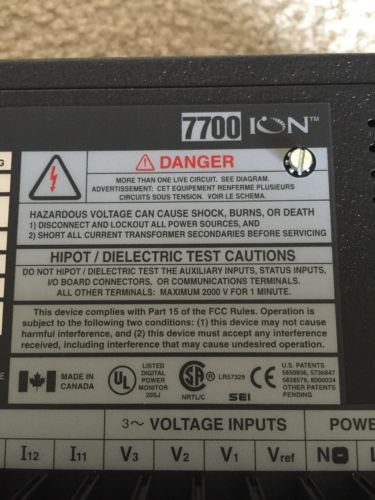 7700 ION™
DANGER
MORE THAN ONE LIVE CIRCUIT. SEE DIAGRAM.
ADVERTISSEMENT: CET EQUIPEMENT RENFERME PLUSIEURS
CIRCUITS SOUS TENSION. VOIR LE SCHEMA.
HAZARDOUS VOLTAGE CAN CAUSE SHOCK, BURNS, OR DEATH
1) DISCONNECT AND LOCKOUT ALL POWER SOURCES, AND
2) SHORT ALL CURRENT TRANSFORMER SECONDARIES BEFORE SERVICING
HIPOT / DIELECTRIC TEST CAUTIONS
DO NOT HIPOT / DIELECTRIC TEST THE AUXILIARY INPUTS, STATUS INPUTS,
I/O BOARD CONNECTORS, OR COMMUNICATIONS TERMINALS.
ALL OTHER TERMINALS: MAXIMUM 2000 V FOR 1 MINUTE.
This device complies with Part 15 of the FCC Rules. Operation is
subject to the following two conditions: (1) this device may not cause
harmful interference, and (2) this device must accept any interference
received, including interference that may cause undesired operation.
MADE IN
CANADA
UL
LISTED
DIGITAL
POWER
MONITOR
20SJ
NRTL/C
LR57329
SEI
U.S. PATENTS
5650936, 5736847
5828576, 6000034
OTHER PATENTS
PENDING
3~ VOLTAGE INPUTS
POWE
I12 I11 V3 V2 V1 Vref N L